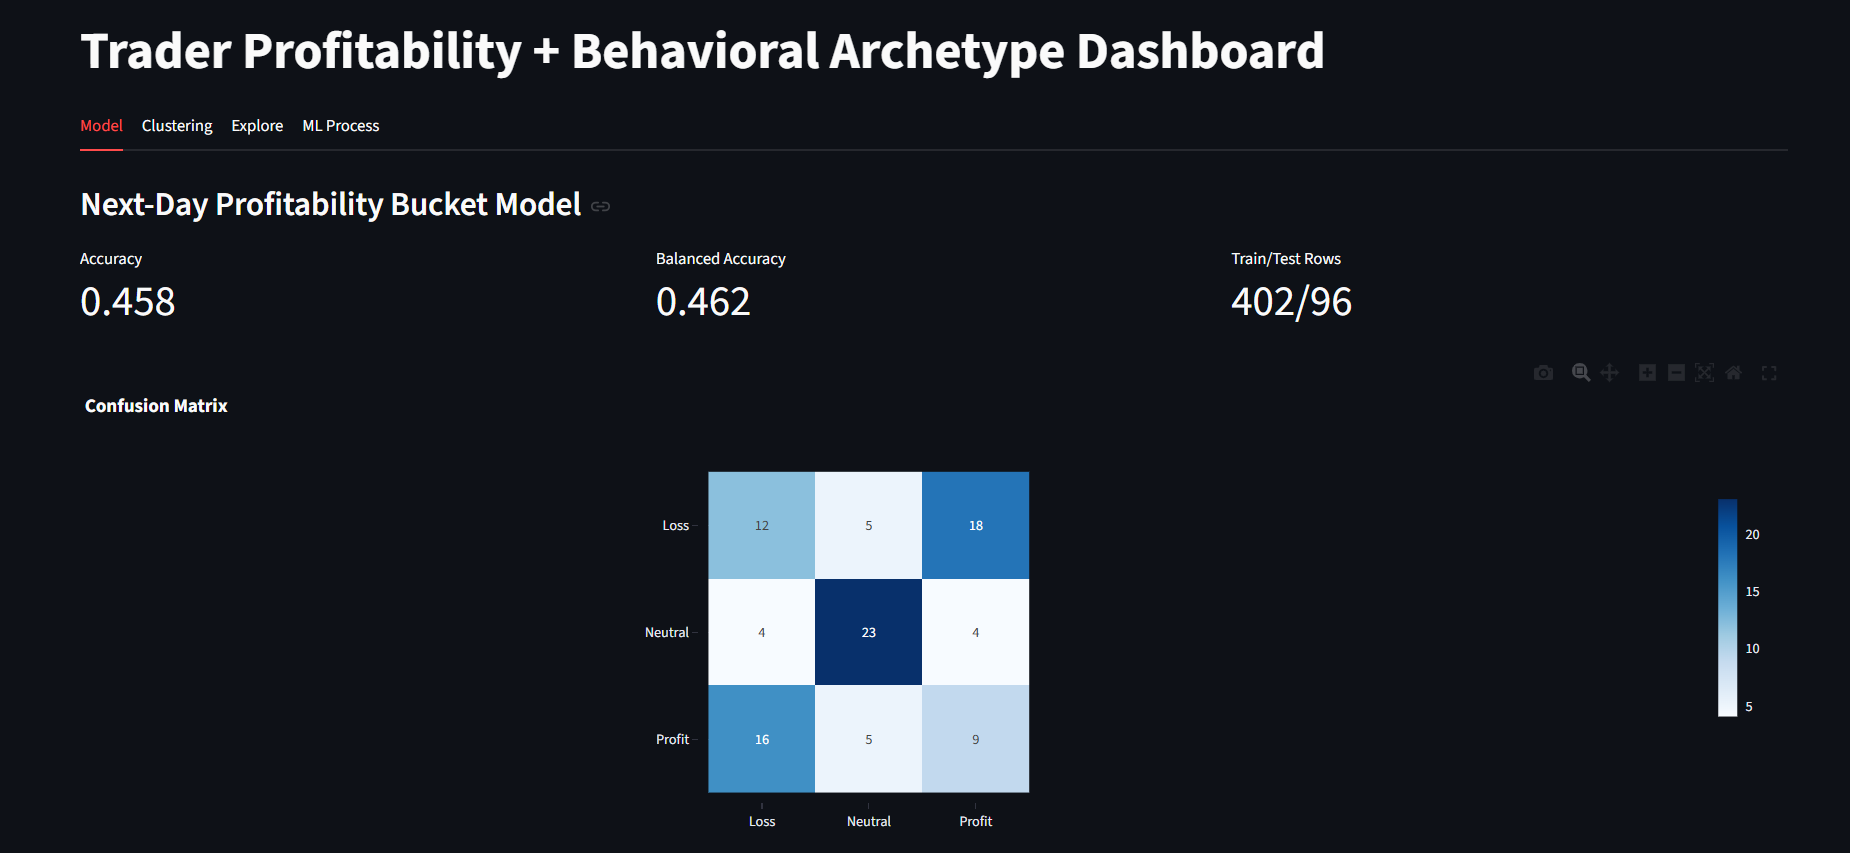 Trader Profitability + Behavioral Archetype Dashboard
Model Clustering Explore ML Process
Next-Day Profitability Bucket Model
Accuracy Balanced Accuracy Train/Test Rows
0.458 0.462 402/96
Confusion Matrix
Loss 12 5 18
Neutral 4 23 4
Profit 16 5 9
Loss Neutral Profit
20
15
10
5